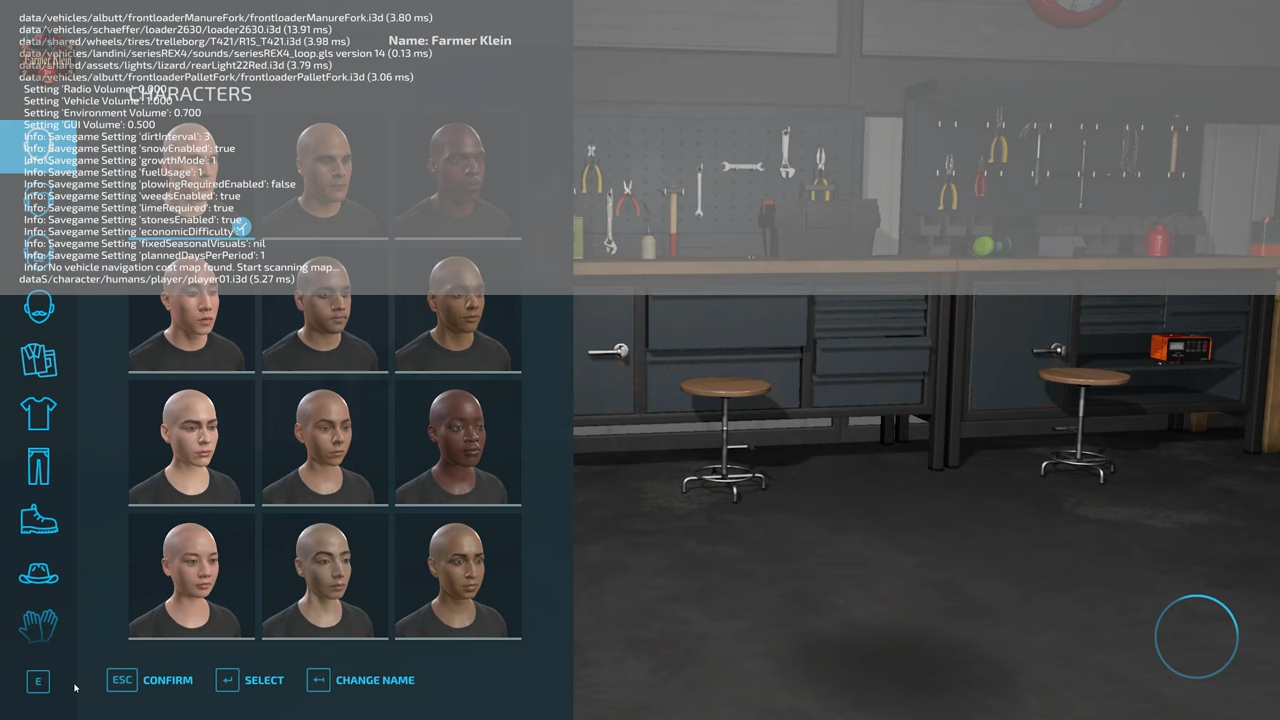 data/vehicles/albutt/frontloaderManureFork/frontloaderManureFork.i3d (3.80 ms)
data/vehicles/schaeffer/loader2630/loader2630.i3d (13.91 ms)
data/shared/wheels/tires/trelleborg/T421/R15_T421.i3d (3.98 ms)
Name: Farmer Klein
data/vehicles/landini/seriesREX4/sounds/seriesREX4_loop.gls version 14 (0.13 ms)
Farmer Klein
data/shared/assets/lights/lizard/rearLight22Red.i3d (3.79 ms)
data/vehicles/albutt/frontloaderPalletFork/frontloaderPalletFork.i3d (3.06 ms)
Setting 'Radio Volume': 0.000
CHARACTERS
Setting 'Vehicle Volume': 1.000
Setting 'Environment Volume': 0.700
Setting 'GUI Volume': 0.500
Info: Savegame Setting 'dirtInterval': 3
Info: Savegame Setting 'snowEnabled': true
Info: Savegame Setting 'growthMode': 1
Info: Savegame Setting 'fuelUsage': 1
Info: Savegame Setting 'plowingRequiredEnabled': false
Info: Savegame Setting 'weedsEnabled': true
Info: Savegame Setting 'limeRequired': true
Info: Savegame Setting 'stonesEnabled': true
Info: Savegame Setting 'economicDifficulty': 1
Info: Savegame Setting 'fixedSeasonalVisuals': nil
Info: Savegame Setting 'plannedDaysPerPeriod': 1
Info: No vehicle navigation cost map found. Start scanning map...
dataS/character/humans/player/player01.i3d (5.27 ms)
E
ESC CONFIRM
SELECT
CHANGE NAME